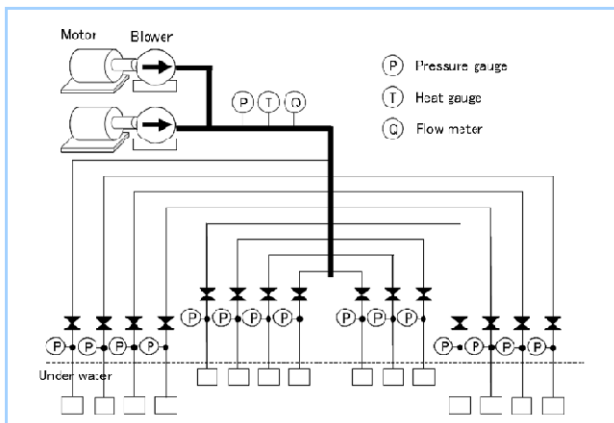 Motor Blower
P Pressure gauge
P T Q
T Heat gauge
Q Flow meter
P P P P P P P
P P P P P P P P
Under water